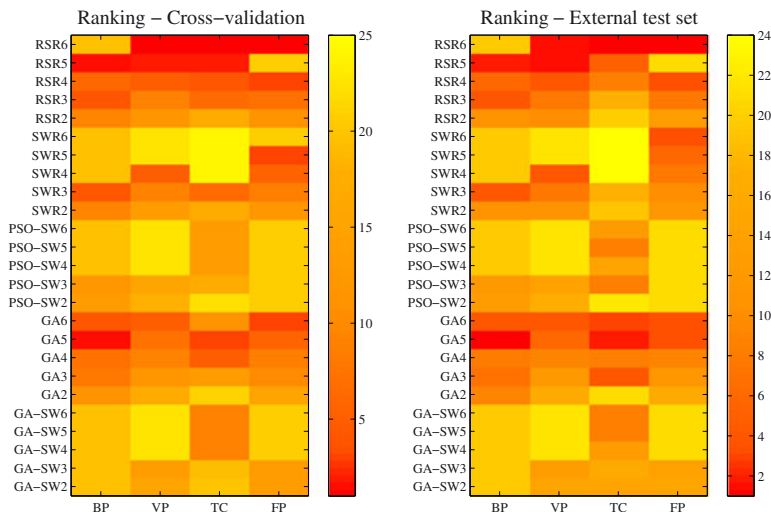 Ranking − Cross−validation
RSR6
RSR5
RSR4
RSR3
RSR2
SWR6
SWR5
SWR4
SWR3
SWR2
PSO−SW6
PSO−SW5
PSO−SW4
PSO−SW3
PSO−SW2
GA6
GA5
GA4
GA3
GA2
GA−SW6
GA−SW5
GA−SW4
GA−SW3
GA−SW2
BP VP TC FP
25
20
15
10
5
Ranking − External test set
RSR6
RSR5
RSR4
RSR3
RSR2
SWR6
SWR5
SWR4
SWR3
SWR2
PSO−SW6
PSO−SW5
PSO−SW4
PSO−SW3
PSO−SW2
GA6
GA5
GA4
GA3
GA2
GA−SW6
GA−SW5
GA−SW4
GA−SW3
GA−SW2
BP VP TC FP
24
22
20
18
16
14
12
10
8
6
4
2